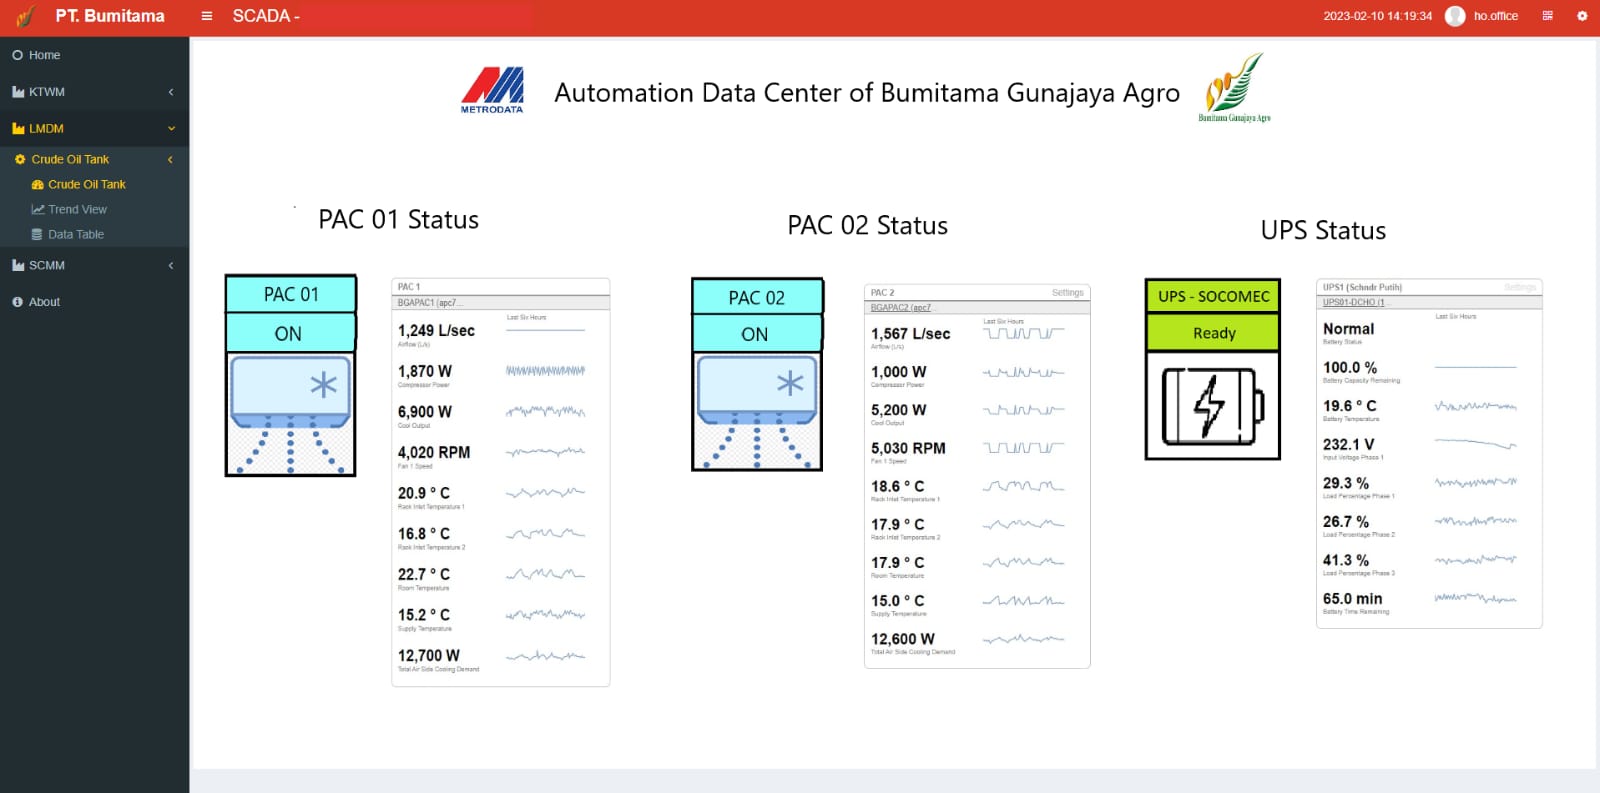 PT. Bumitama
SCADA -
2023-02-10 14:19:34
ho.office
Home
KTWM
LMDM
Crude Oil Tank
Crude Oil Tank
Trend View
Data Table
SCMM
About
METRODATA
Automation Data Center of Bumitama Gunajaya Agro
Bumitama Gunajaya Agro
PAC 01 Status
PAC 01
ON
PAC 1
BGAPAC1 (apc7...
Last Six Hours
1,249 L/sec
Airflow (L/s)
1,870 W
Compressor Power
6,900 W
Cool Output
4,020 RPM
Fan 1 Speed
20.9 ° C
Rack Inlet Temperature 1
16.8 ° C
Rack Inlet Temperature 2
22.7 ° C
Room Temperature
15.2 ° C
Supply Temperature
12,700 W
Total Air Side Cooling Demand
PAC 02 Status
PAC 02
ON
PAC 2
Settings
BGAPAC2 (apc7...
Last Six Hours
1,567 L/sec
Airflow (L/s)
1,000 W
Compressor Power
5,200 W
Cool Output
5,030 RPM
Fan 1 Speed
18.6 ° C
Rack Inlet Temperature 1
17.9 ° C
Rack Inlet Temperature 2
17.9 ° C
Room Temperature
15.0 ° C
Supply Temperature
12,600 W
Total Air Side Cooling Demand
UPS Status
UPS - SOCOMEC
Ready
UPS1 (Schndr Putih)
Settings
UPS01-DCHO (1...
Last Six Hours
Normal
Battery Status
100.0 %
Battery Capacity Remaining
19.6 ° C
Battery Temperature
232.1 V
Input Voltage Phase 1
29.3 %
Load Percentage Phase 1
26.7 %
Load Percentage Phase 2
41.3 %
Load Percentage Phase 3
65.0 min
Battery Time Remaining